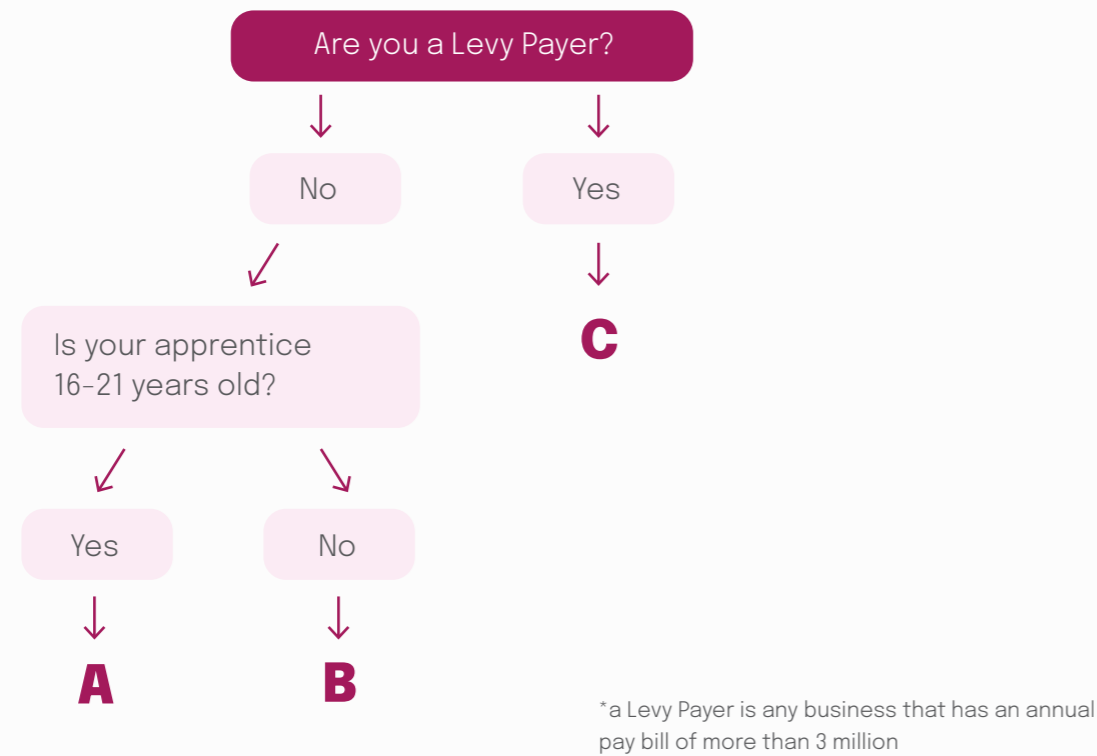 Are you a Levy Payer?
No
Yes
Is your apprentice
16-21 years old?
C
Yes
No
A
B
*a Levy Payer is any business that has an annual
pay bill of more than 3 million